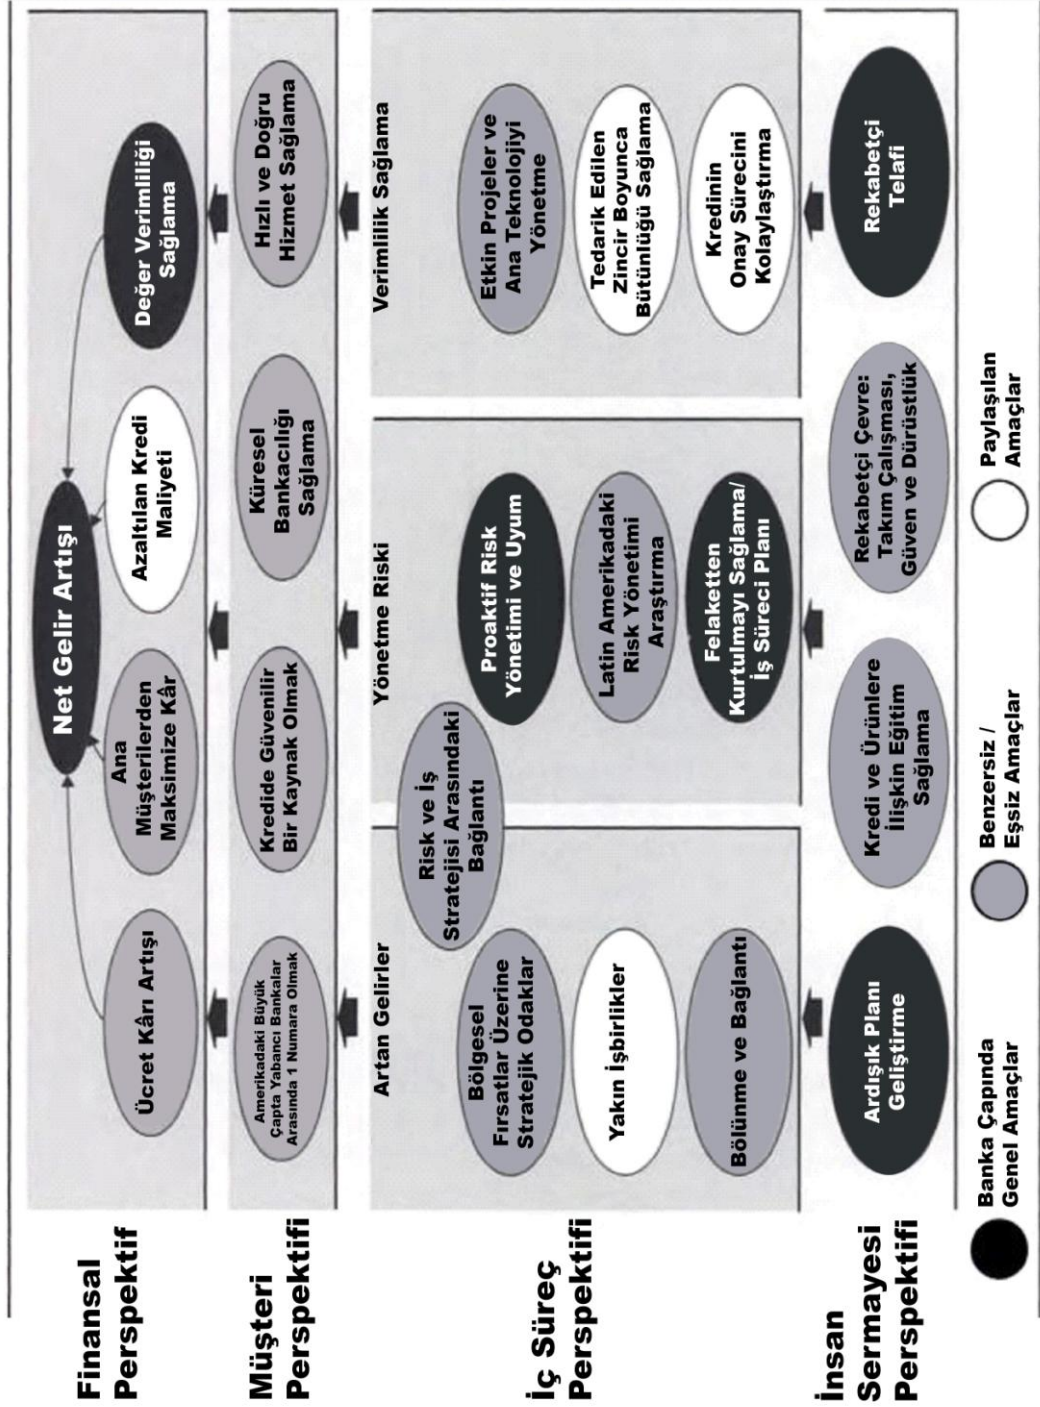 Finansal
Perspektif
Net Gelir Artışı
Ücret Kârı Artışı
Ana
Müşterilerden
Maksimize Kâr
Azaltılan Kredi
Maliyeti
Değer Verimliliği
Sağlama
Müşteri
Perspektifi
Amerikadaki Büyük
Çapta Yabancı Bankalar
Arasında 1 Numara Olmak
Kredide Güvenilir
Bir Kaynak Olmak
Küresel
Bankacılığı
Sağlama
Hızlı ve Doğru
Hizmet Sağlama
İç Süreç
Perspektifi
Artan Gelirler
Bölgesel
Fırsatlar Üzerine
Stratejik Odaklar
Yakın İşbirlikler
Bölünme ve Bağlantı
Risk ve İş
Stratejisi Arasındaki
Bağlantı
Yönetme Riski
Proaktif Risk
Yönetimi ve Uyum
Latin Amerikadaki
Risk Yönetimi
Araştırma
Felaketten
Kurtulmayı Sağlama/
İş Süreci Planı
Verimlilik Sağlama
Etkin Projeler ve
Ana Teknolojiyi
Yönetme
Tedarik Edilen
Zincir Boyunca
Bütünlüğü Sağlama
Kredinin
Onay Sürecini
Kolaylaştırma
İnsan
Sermayesi
Perspektifi
Ardışık Planı
Geliştirme
Kredi ve Ürünlere
İlişkin Eğitim
Sağlama
Rekabetçi Çevre:
Takım Çalışması,
Güven ve Dürüstlük
Rekabetçi
Telafi
Banka Çapında
Genel Amaçlar
Benzersiz /
Eşsiz Amaçlar
Paylaşılan
Amaçlar